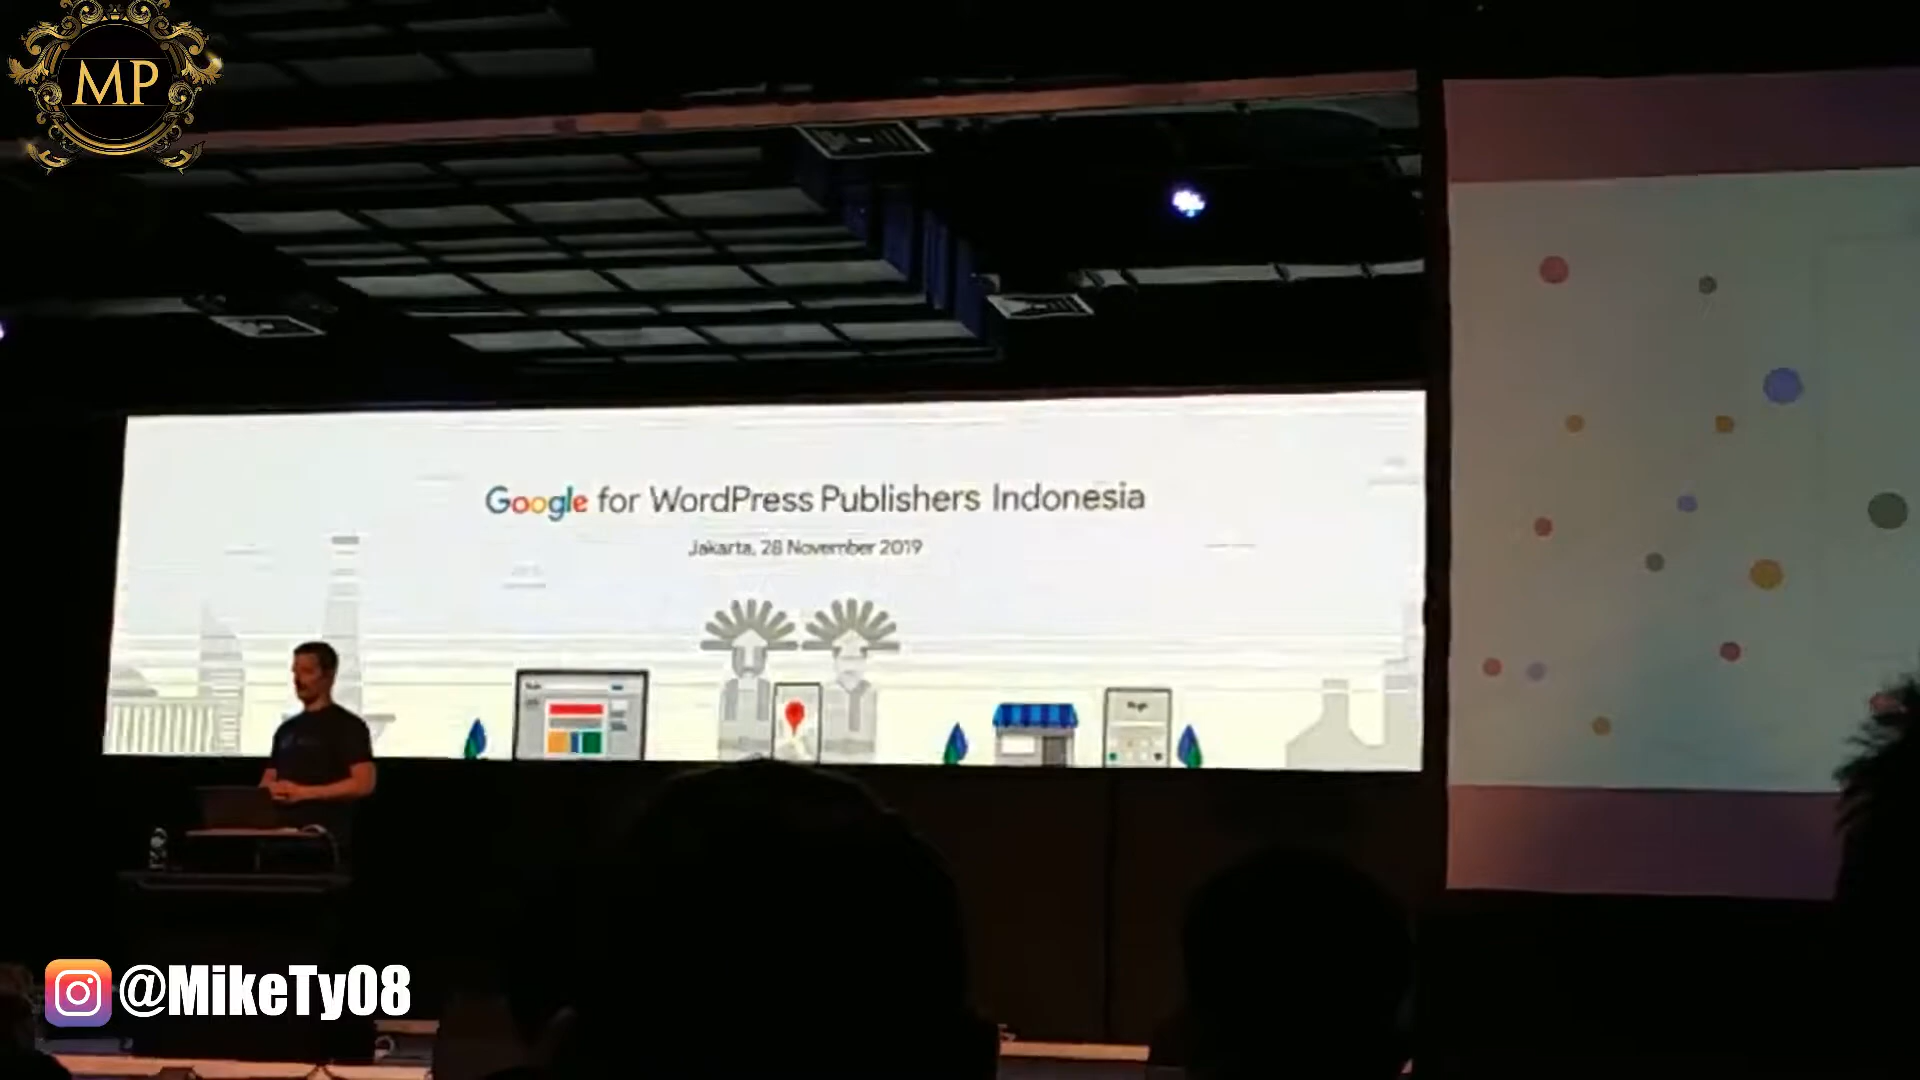 MP
Google for WordPress Publishers Indonesia
Jakarta, 28 November 2019
@MikeTy08